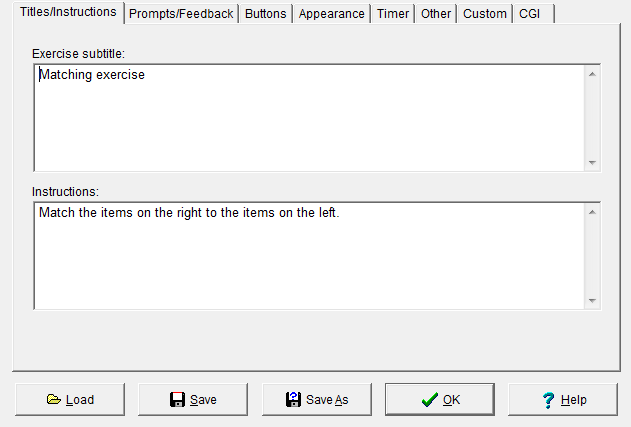 Titles/Instructions Prompts/Feedback Buttons Appearance Timer Other Custom CGI
Exercise subtitle:
Matching exercise
Instructions:
Match the items on the right to the items on the left.
Load Save Save As OK Help